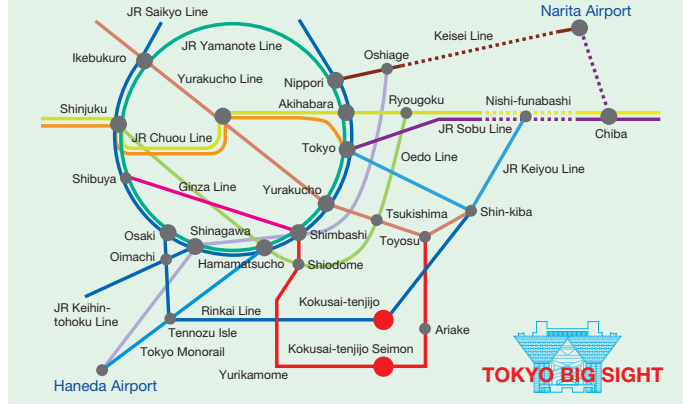 JR Saikyo Line
Narita Airport
Keisei Line
JR Yamanote Line
Oshiage
Ikebukuro
Yurakucho Line
Nippori
Akihabara
Ryougoku
Nishi-funabashi
Shinjuku
JR Chuou Line
JR Sobu Line
Chiba
Tokyo
Oedo Line
JR Keiyou Line
Shibuya
Ginza Line
Yurakucho
Tsukishima
Shin-kiba
Osaki
Shinagawa
Shimbashi
Toyosu
Oimachi
Hamamatsucho
Shiodome
JR Keihin-
tohoku Line
Rinkai Line
Kokusai-tenjijo
Tennozu Isle
Ariake
Tokyo Monorail
Kokusai-tenjijo Seimon
Haneda Airport
Yurikamome
TOKYO BIG SIGHT